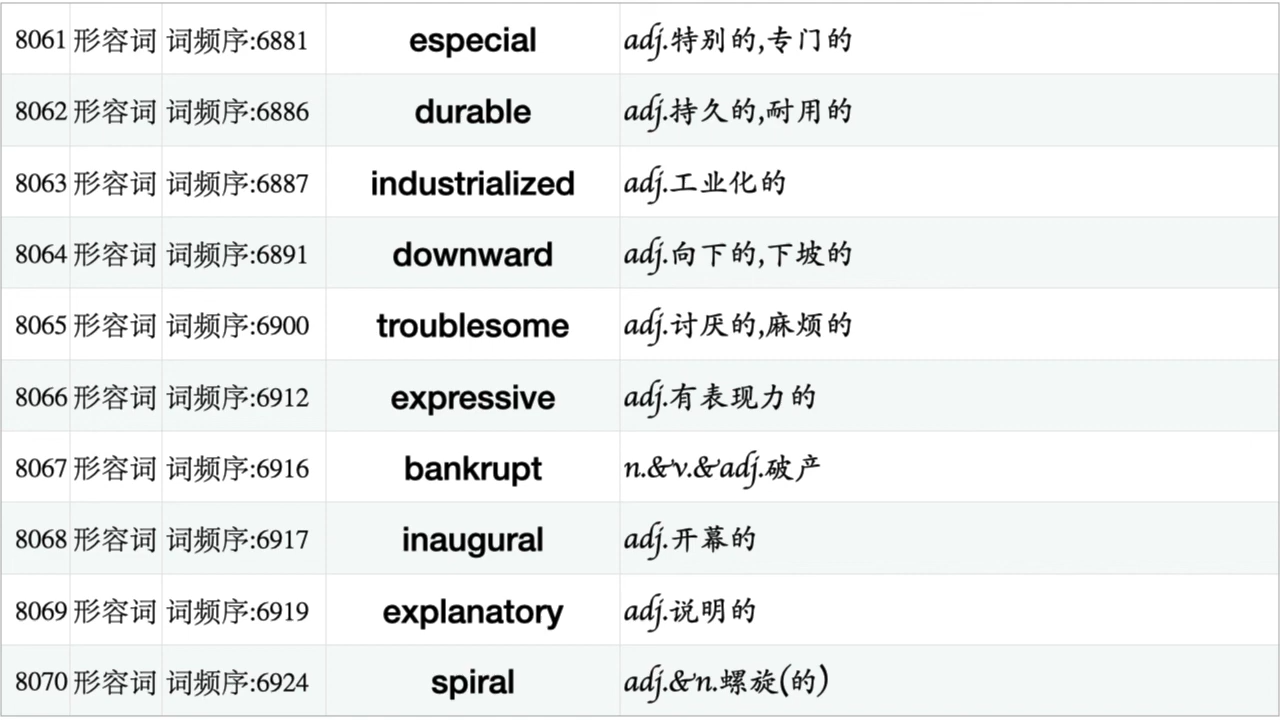 8061 形容词 词频序:6881 especial adj.特别的,专门的
8062 形容词 词频序:6886 durable adj.持久的,耐用的
8063 形容词 词频序:6887 industrialized adj.工业化的
8064 形容词 词频序:6891 downward adj.向下的,下坡的
8065 形容词 词频序:6900 troublesome adj.讨厌的,麻烦的
8066 形容词 词频序:6912 expressive adj.有表现力的
8067 形容词 词频序:6916 bankrupt n.&v.&adj.破产
8068 形容词 词频序:6917 inaugural adj.开幕的
8069 形容词 词频序:6919 explanatory adj.说明的
8070 形容词 词频序:6924 spiral adj.&n.螺旋(的)